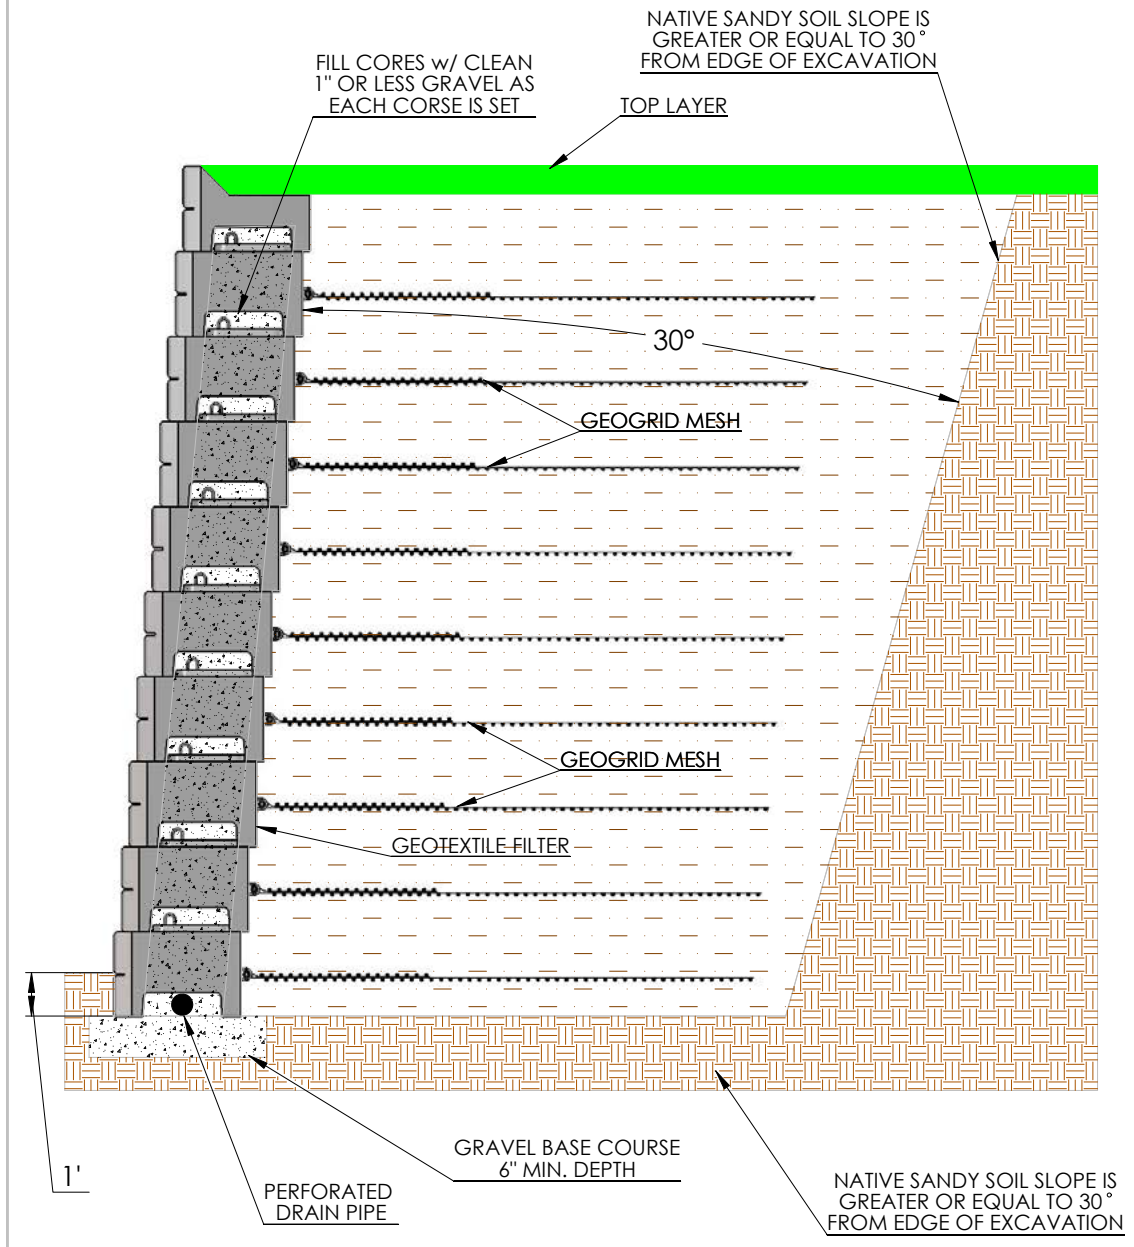 NATIVE SANDY SOIL SLOPE IS
GREATER OR EQUAL TO 30°
FROM EDGE OF EXCAVATION
FILL CORES w/ CLEAN
1" OR LESS GRAVEL AS
EACH CORSE IS SET
TOP LAYER
30°
GEOGRID MESH
GEOGRID MESH
GEOTEXTILE FILTER
GRAVEL BASE COURSE
6" MIN. DEPTH
1'
PERFORATED
DRAIN PIPE
NATIVE SANDY SOIL SLOPE IS
GREATER OR EQUAL TO 30°
FROM EDGE OF EXCAVATION